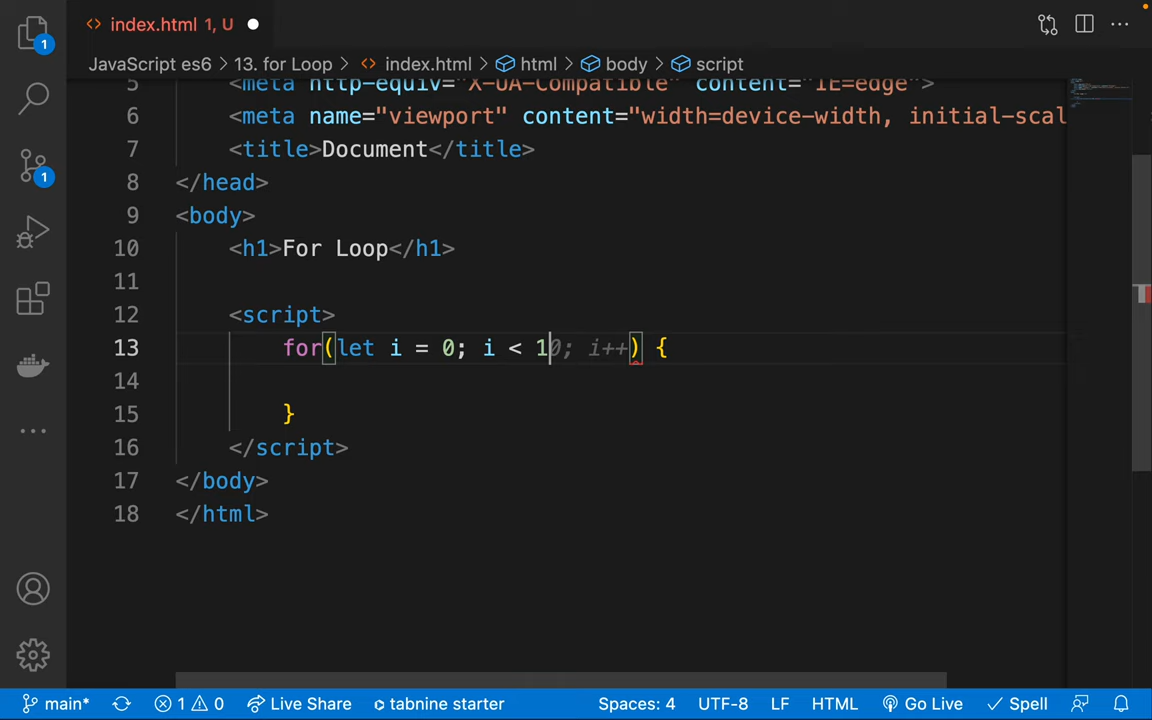 index.html 1, U
JavaScript es6 > 13. for Loop > index.html > html > body > script
5 <meta http-equiv="X-UA-Compatible" content="IE=edge">
6 <meta name="viewport" content="width=device-width, initial-scal
7 <title>Document</title>
8 </head>
9 <body>
10 <h1>For Loop</h1>
11
12 <script>
13 for(let i = 0; i < 10; i++) {
14
15 }
16 </script>
17 </body>
18 </html>
1
1
main* 1 0 Live Share tabnine starter Spaces: 4 UTF-8 LF HTML Go Live Spell